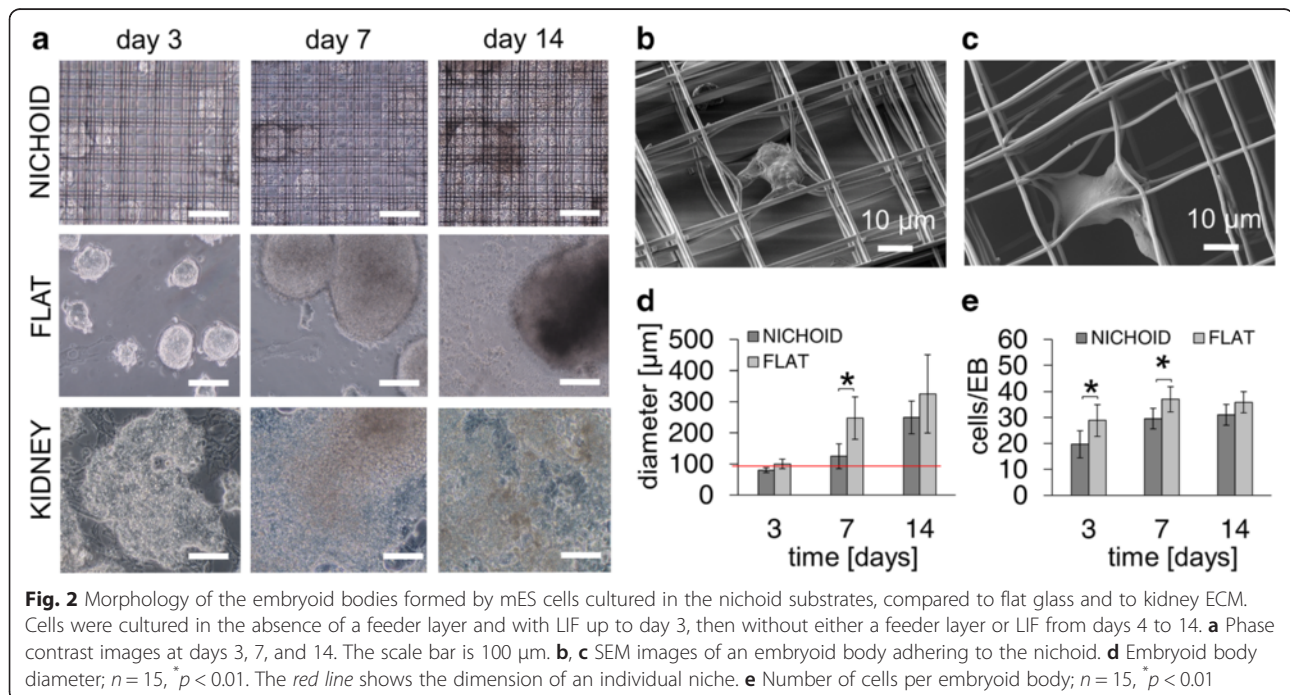 a day 3 day 7 day 14 b c
NICHOID
FLAT
KIDNEY
10 µm
10 µm
d
diameter [µm]
500
400
300
200
100
0
NICHOID
FLAT
*
3 7 14
time [days]
e
cells/EB
60
50
40
30
20
10
0
NICHOID FLAT
* *
3 7 14
time [days]
Fig. 2 Morphology of the embryoid bodies formed by mES cells cultured in the nichoid substrates, compared to flat glass and to kidney ECM.
Cells were cultured in the absence of a feeder layer and with LIF up to day 3, then without either a feeder layer or LIF from days 4 to 14. a Phase
contrast images at days 3, 7, and 14. The scale bar is 100 μm. b, c SEM images of an embryoid body adhering to the nichoid. d Embryoid body
diameter; n = 15, *p < 0.01. The red line shows the dimension of an individual niche. e Number of cells per embryoid body; n = 15, *p < 0.01